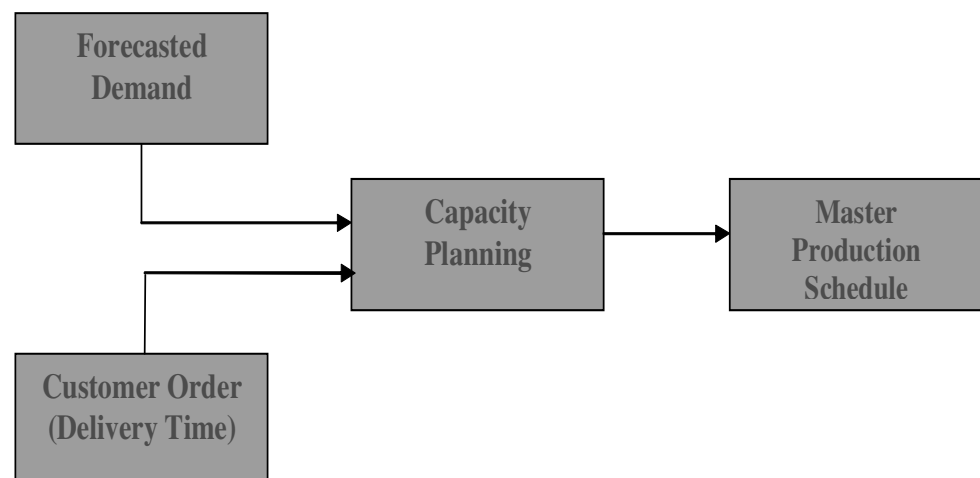 Forecasted
Demand
Capacity
Planning
Master
Production
Schedule
Customer Order
(Delivery Time)